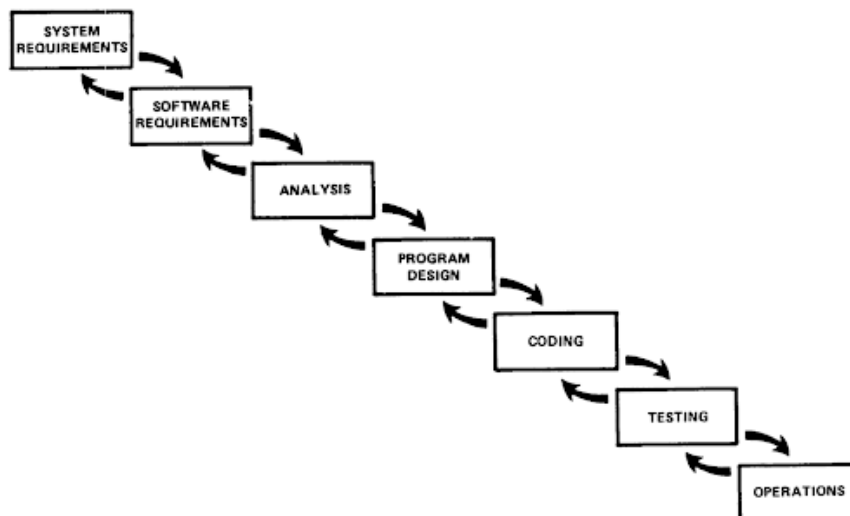 SYSTEM
REQUIREMENTS
SOFTWARE
REQUIREMENTS
ANALYSIS
PROGRAM
DESIGN
CODING
TESTING
OPERATIONS